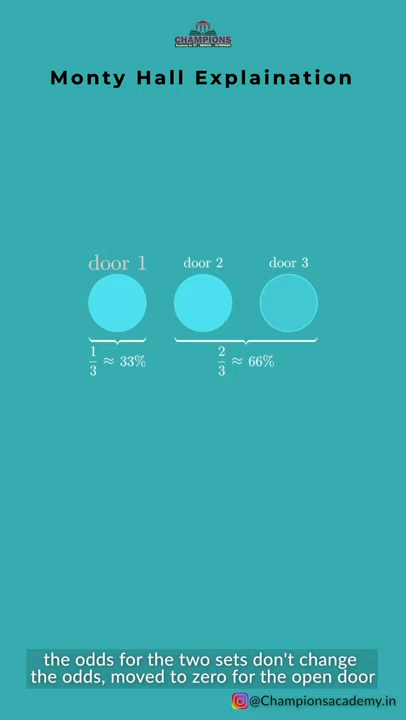 CHAMPIONS
Monty Hall Explaination
door 1 door 2 door 3
1/3 ≈ 33% 2/3 ≈ 66%
the odds for the two sets don't change
the odds, moved to zero for the open door
@Championsacademy.in